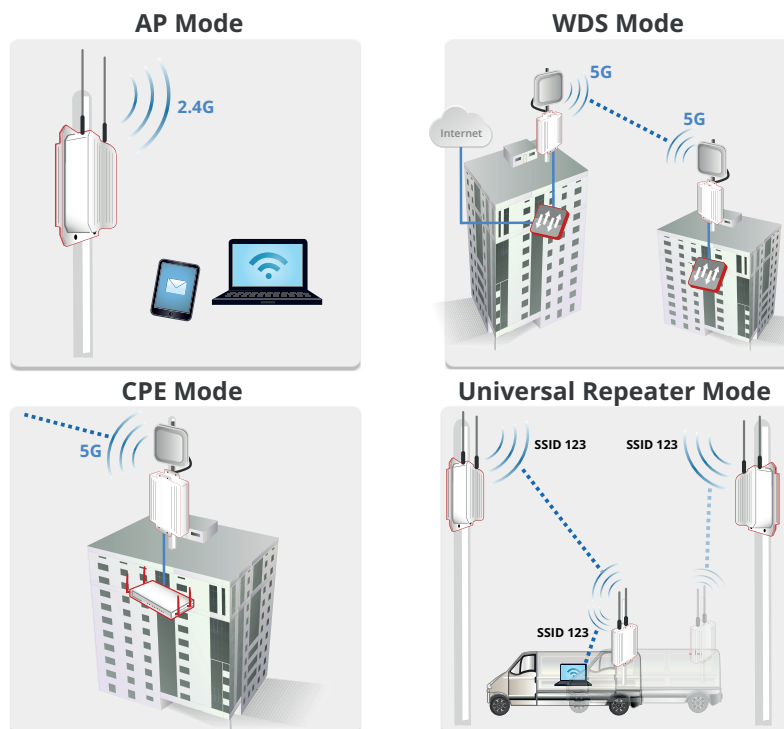 AP Mode
2.4G
WDS Mode
5G
5G
Internet
CPE Mode
5G
Universal Repeater Mode
SSID 123
SSID 123
SSID 123